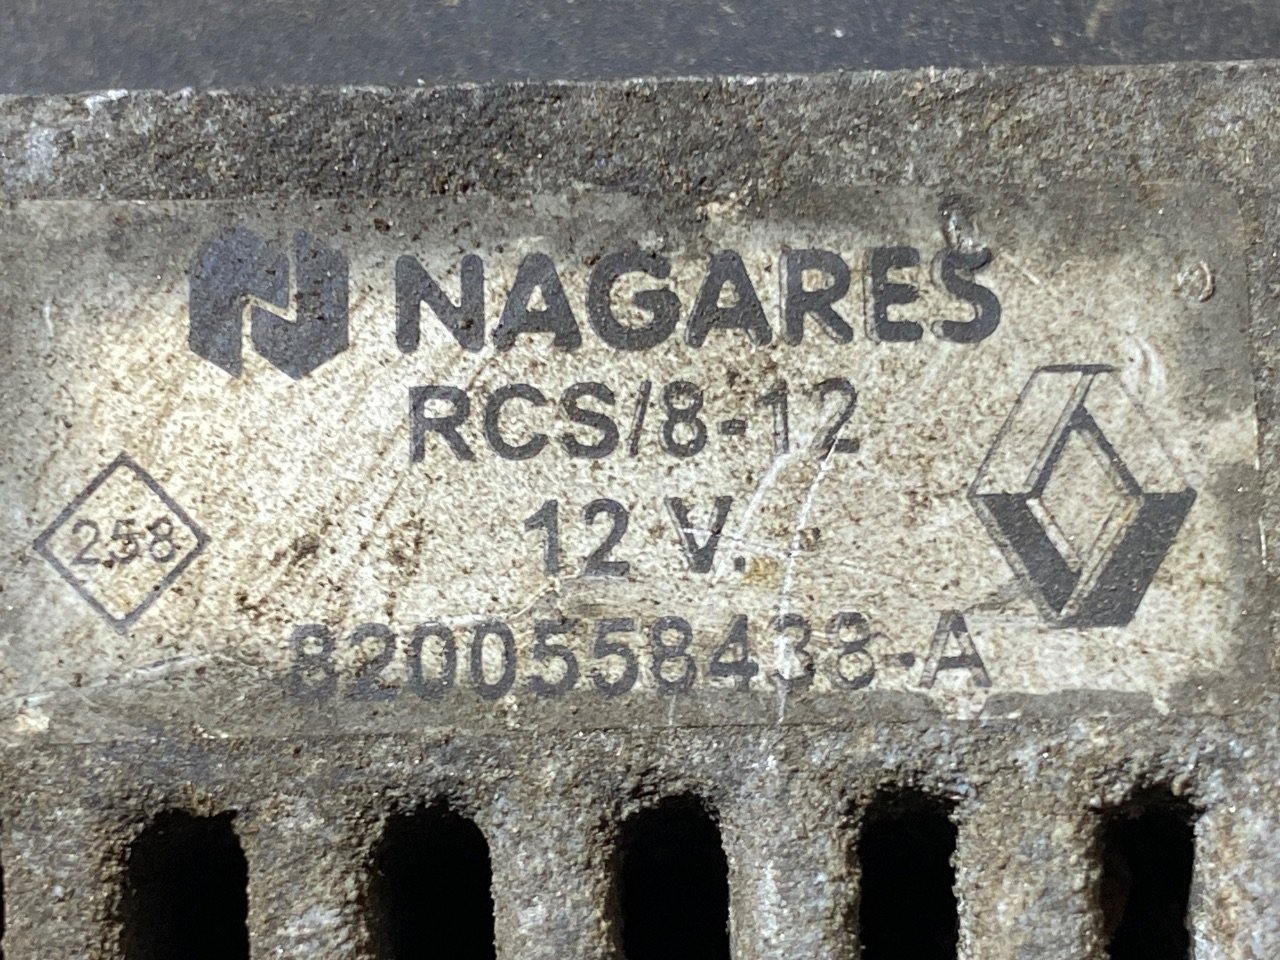 NAGARES
RCS/8-12
12 V.
258
8200558438-A